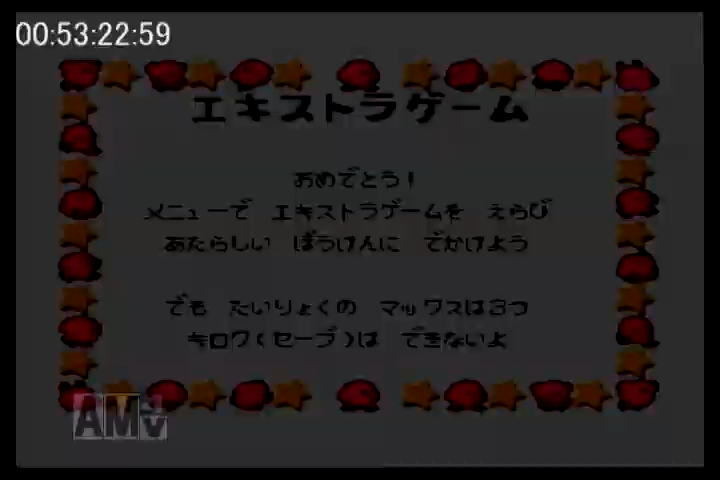 00:53:22:59
エキストラゲーム
おめでとう!
メニューで エキストラゲームを えらび
あたらしい ぼうけんに でかけよう
でも たいりょくの マックスは3つ
キロク(セーブ)は できないよ
AMV